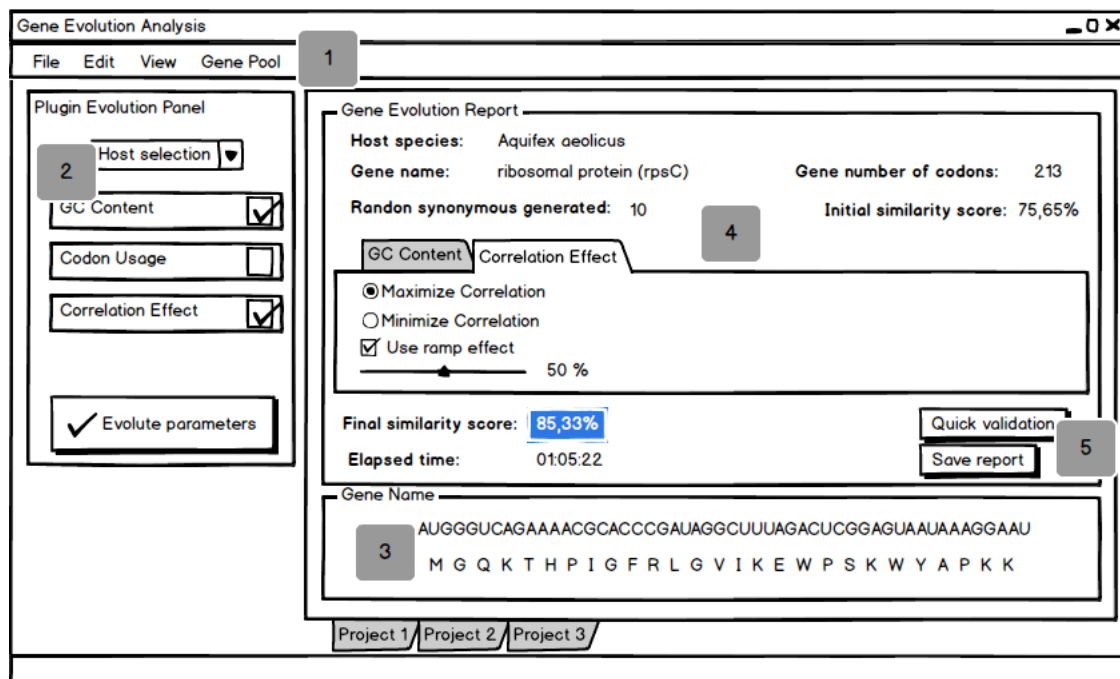 Gene Evolution Analysis
File Edit View Gene Pool 1
Plugin Evolution Panel
2 Host selection
GC Content
Codon Usage
Correlation Effect
Evolute parameters
Gene Evolution Report
Host species: Aquifex aeolicus
Gene name: ribosomal protein (rpsC) Gene number of codons: 213
Randon synonymous generated: 10 Initial similarity score: 75,65%
4
GC Content Correlation Effect
Maximize Correlation
Minimize Correlation
Use ramp effect
50 %
Final similarity score: 85,33% Quick validation
Elapsed time: 01:05:22 Save report 5
Gene Name
3 AUGGGUCAGAAAACGCACCCGAUAGGCUUUAGACUCGGAGUAAUAAAGGAAU
M G Q K T H P I G F R L G V I K E W P S K W Y A P K K
Project 1 Project 2 Project 3